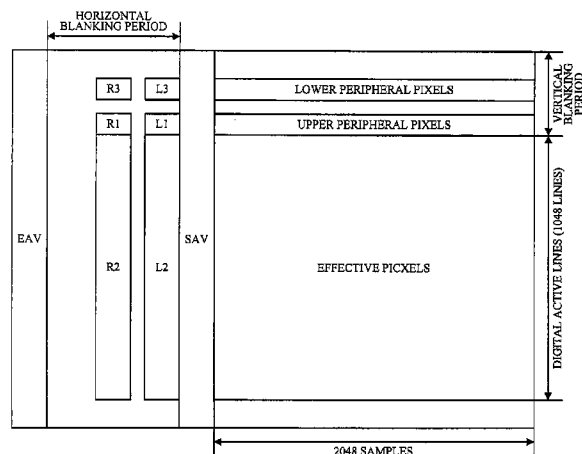 HORIZONTAL
BLANKING PERIOD
R3
L3
LOWER PERIPHERAL PIXELS
R1
L1
UPPER PERIPHERAL PIXELS
VERTICAL
BLANKING
PERIOD
EAV
R2
L2
SAV
EFFECTIVE PICXELS
DIGITAL ACTIVE LINES (1048 LINES)
2048 SAMPLES